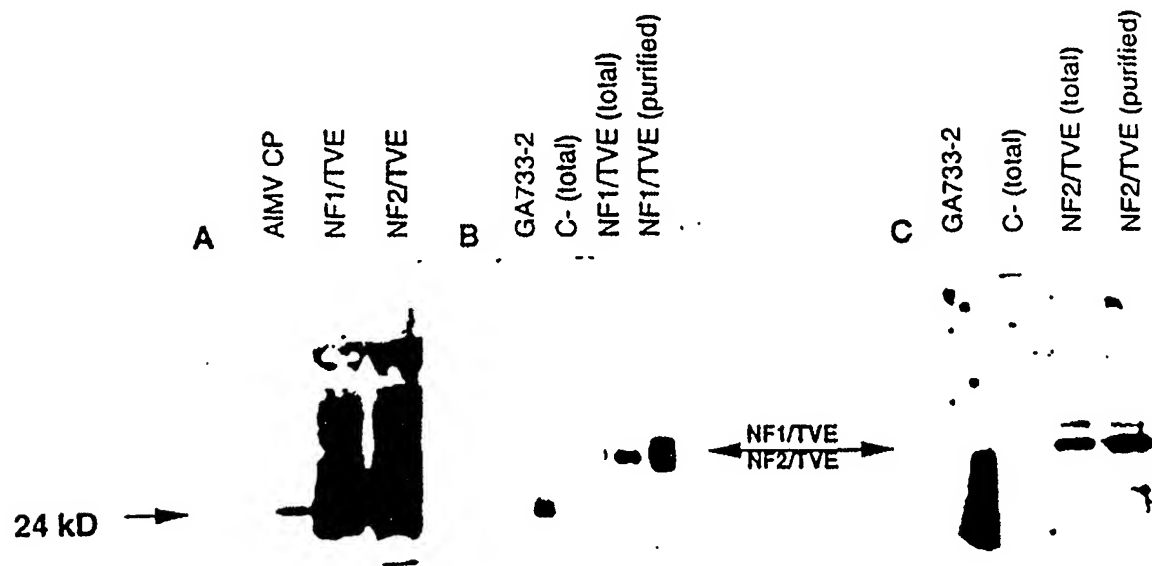 A
AIMV CP
NF1/TVE
NF2/TVE
B
GA733-2
C- (total)
NF1/TVE (total)
NF1/TVE (purified)
C
GA733-2
C- (total)
NF2/TVE (total)
NF2/TVE (purified)
NF1/TVE
NF2/TVE
24 kD